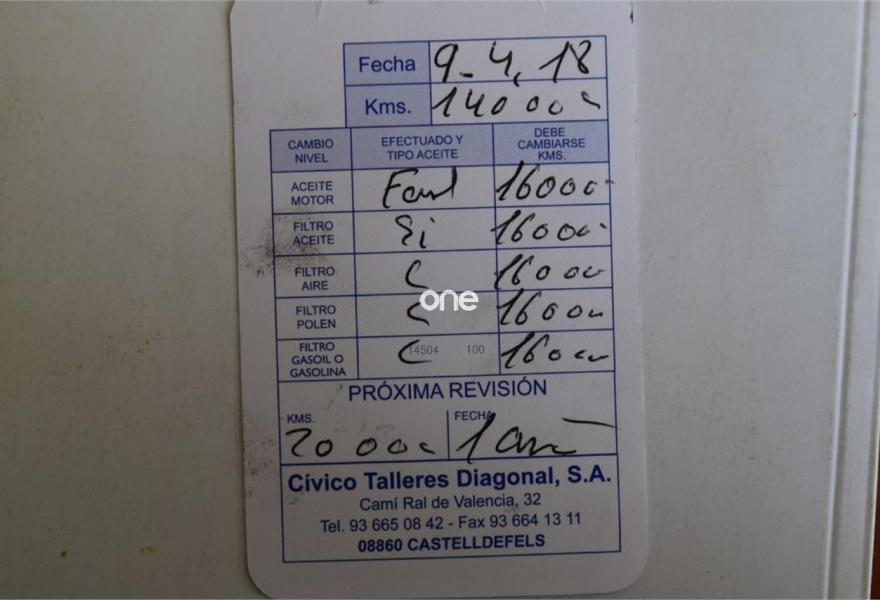 Fecha 9-4,18
Kms. 140000
CAMBIO NIVEL EFECTUADO Y TIPO ACEITE DEBE CAMBIARSE KMS.
ACEITE MOTOR 160000
FILTRO ACEITE 160000
FILTRO AIRE C 160000
one
FILTRO POLEN C 160000
FILTRO GASOIL O GASOLINA C 14504 100 160000
PRÓXIMA REVISIÓN
KMS. FECHA
20000 1 año
Cívico Talleres Diagonal, S.A.
Camí Ral de Valencia, 32
Tel. 93 665 08 42 - Fax 93 664 13 11
08860 CASTELLDEFELS